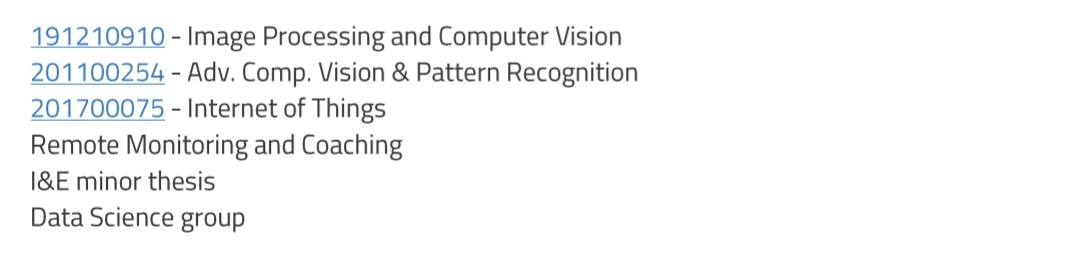 191210910 - Image Processing and Computer Vision
201100254 - Adv. Comp. Vision & Pattern Recognition
201700075 - Internet of Things
Remote Monitoring and Coaching
I&E minor thesis
Data Science group